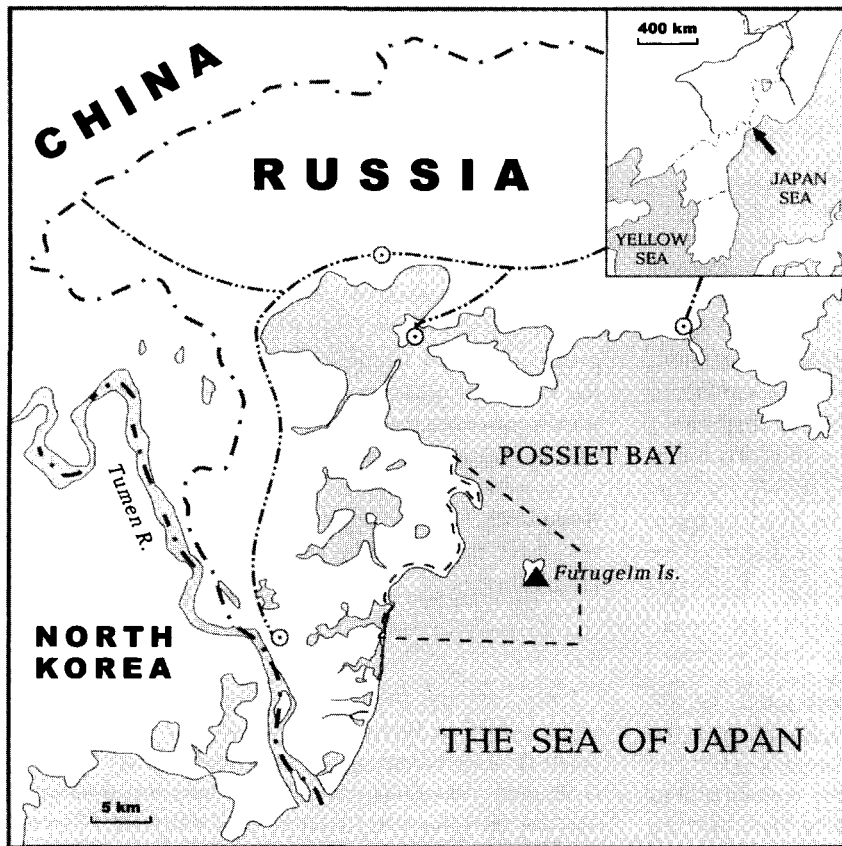 CHINA
RUSSIA
400 km
JAPAN
SEA
YELLOW
SEA
POSSIET BAY
Tumen R.
Furugelm Is.
NORTH
KOREA
THE SEA OF JAPAN
5 km